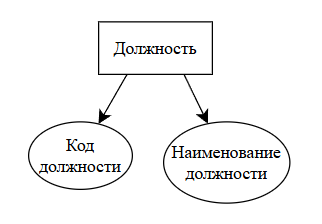 Должность
Код
должности
Наименование
должности